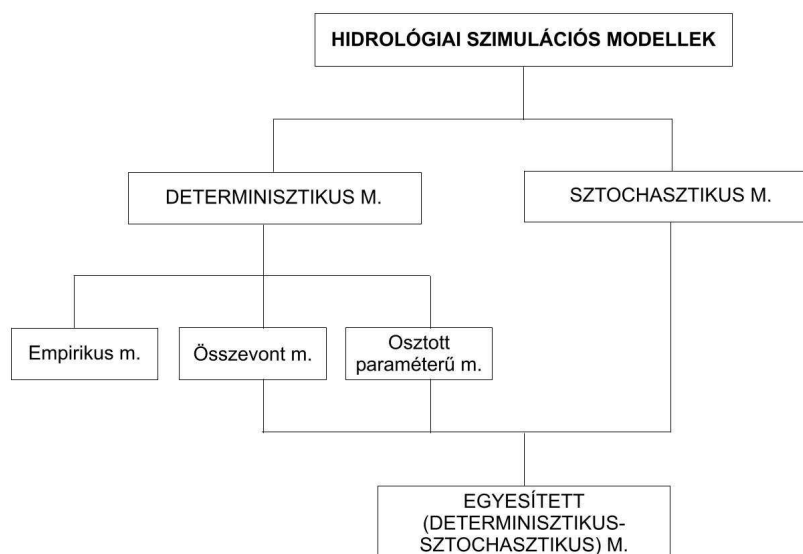 HIDROLÓGIAI SZIMULÁCIÓS MODELLEK
DETERMINISZTIKUS M.
SZTOCHASZTIKUS M.
Empirikus m.
Összevont m.
Osztott
paraméterű m.
EGYESÍTETT
(DETERMINISZTIKUS-
SZTOCHASZTIKUS) M.